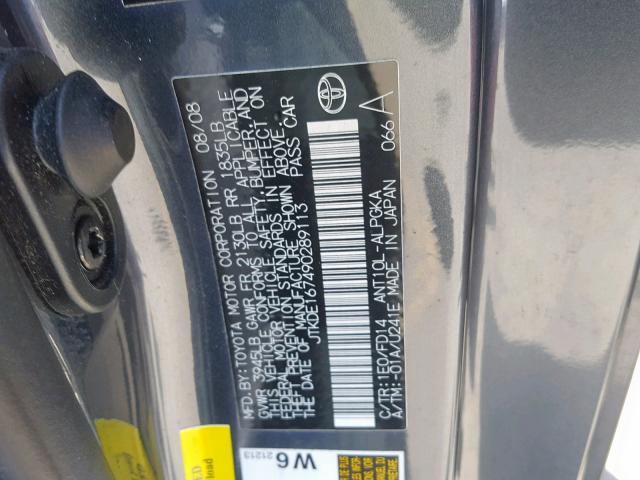 MFD.BY:TOYOTA MOTOR CORPORATION 08/08
GVWR 3945LB GAWR FR 2130LB RR 1835LB
THIS VEHICLE CONFORMS TO ALL APPLICABLE
FEDERAL MOTOR VEHICLE SAFETY, BUMPER, AND
THEFT PREVENTION STANDARDS IN EFFECT ON
THE DATE OF MANUFACTURE SHOWN ABOVE
JTKDE167490289113 PASS CAR
C/TR:1E0/FD14 ANT10L-ALPGKA 066 A
A/TM:-01A/U241E MADE IN JAPAN
W6
21213
load